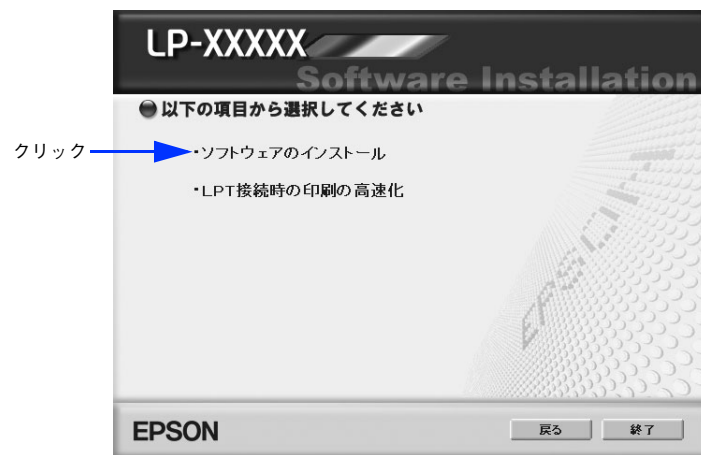 LP-XXXXX
Software Installation
以下の項目から選択してください
クリック
・ソフトウェアのインストール
・LPT接続時の印刷の高速化
EPSON
EPSON
戻る
終了